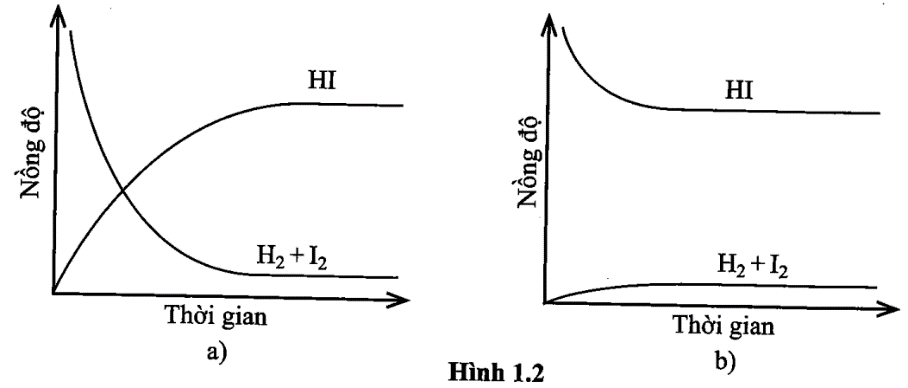 Nồng độ
HI
H₂ + I₂
Thời gian
a)
Nồng độ
HI
H₂ + I₂
Thời gian
b)
Hình 1.2